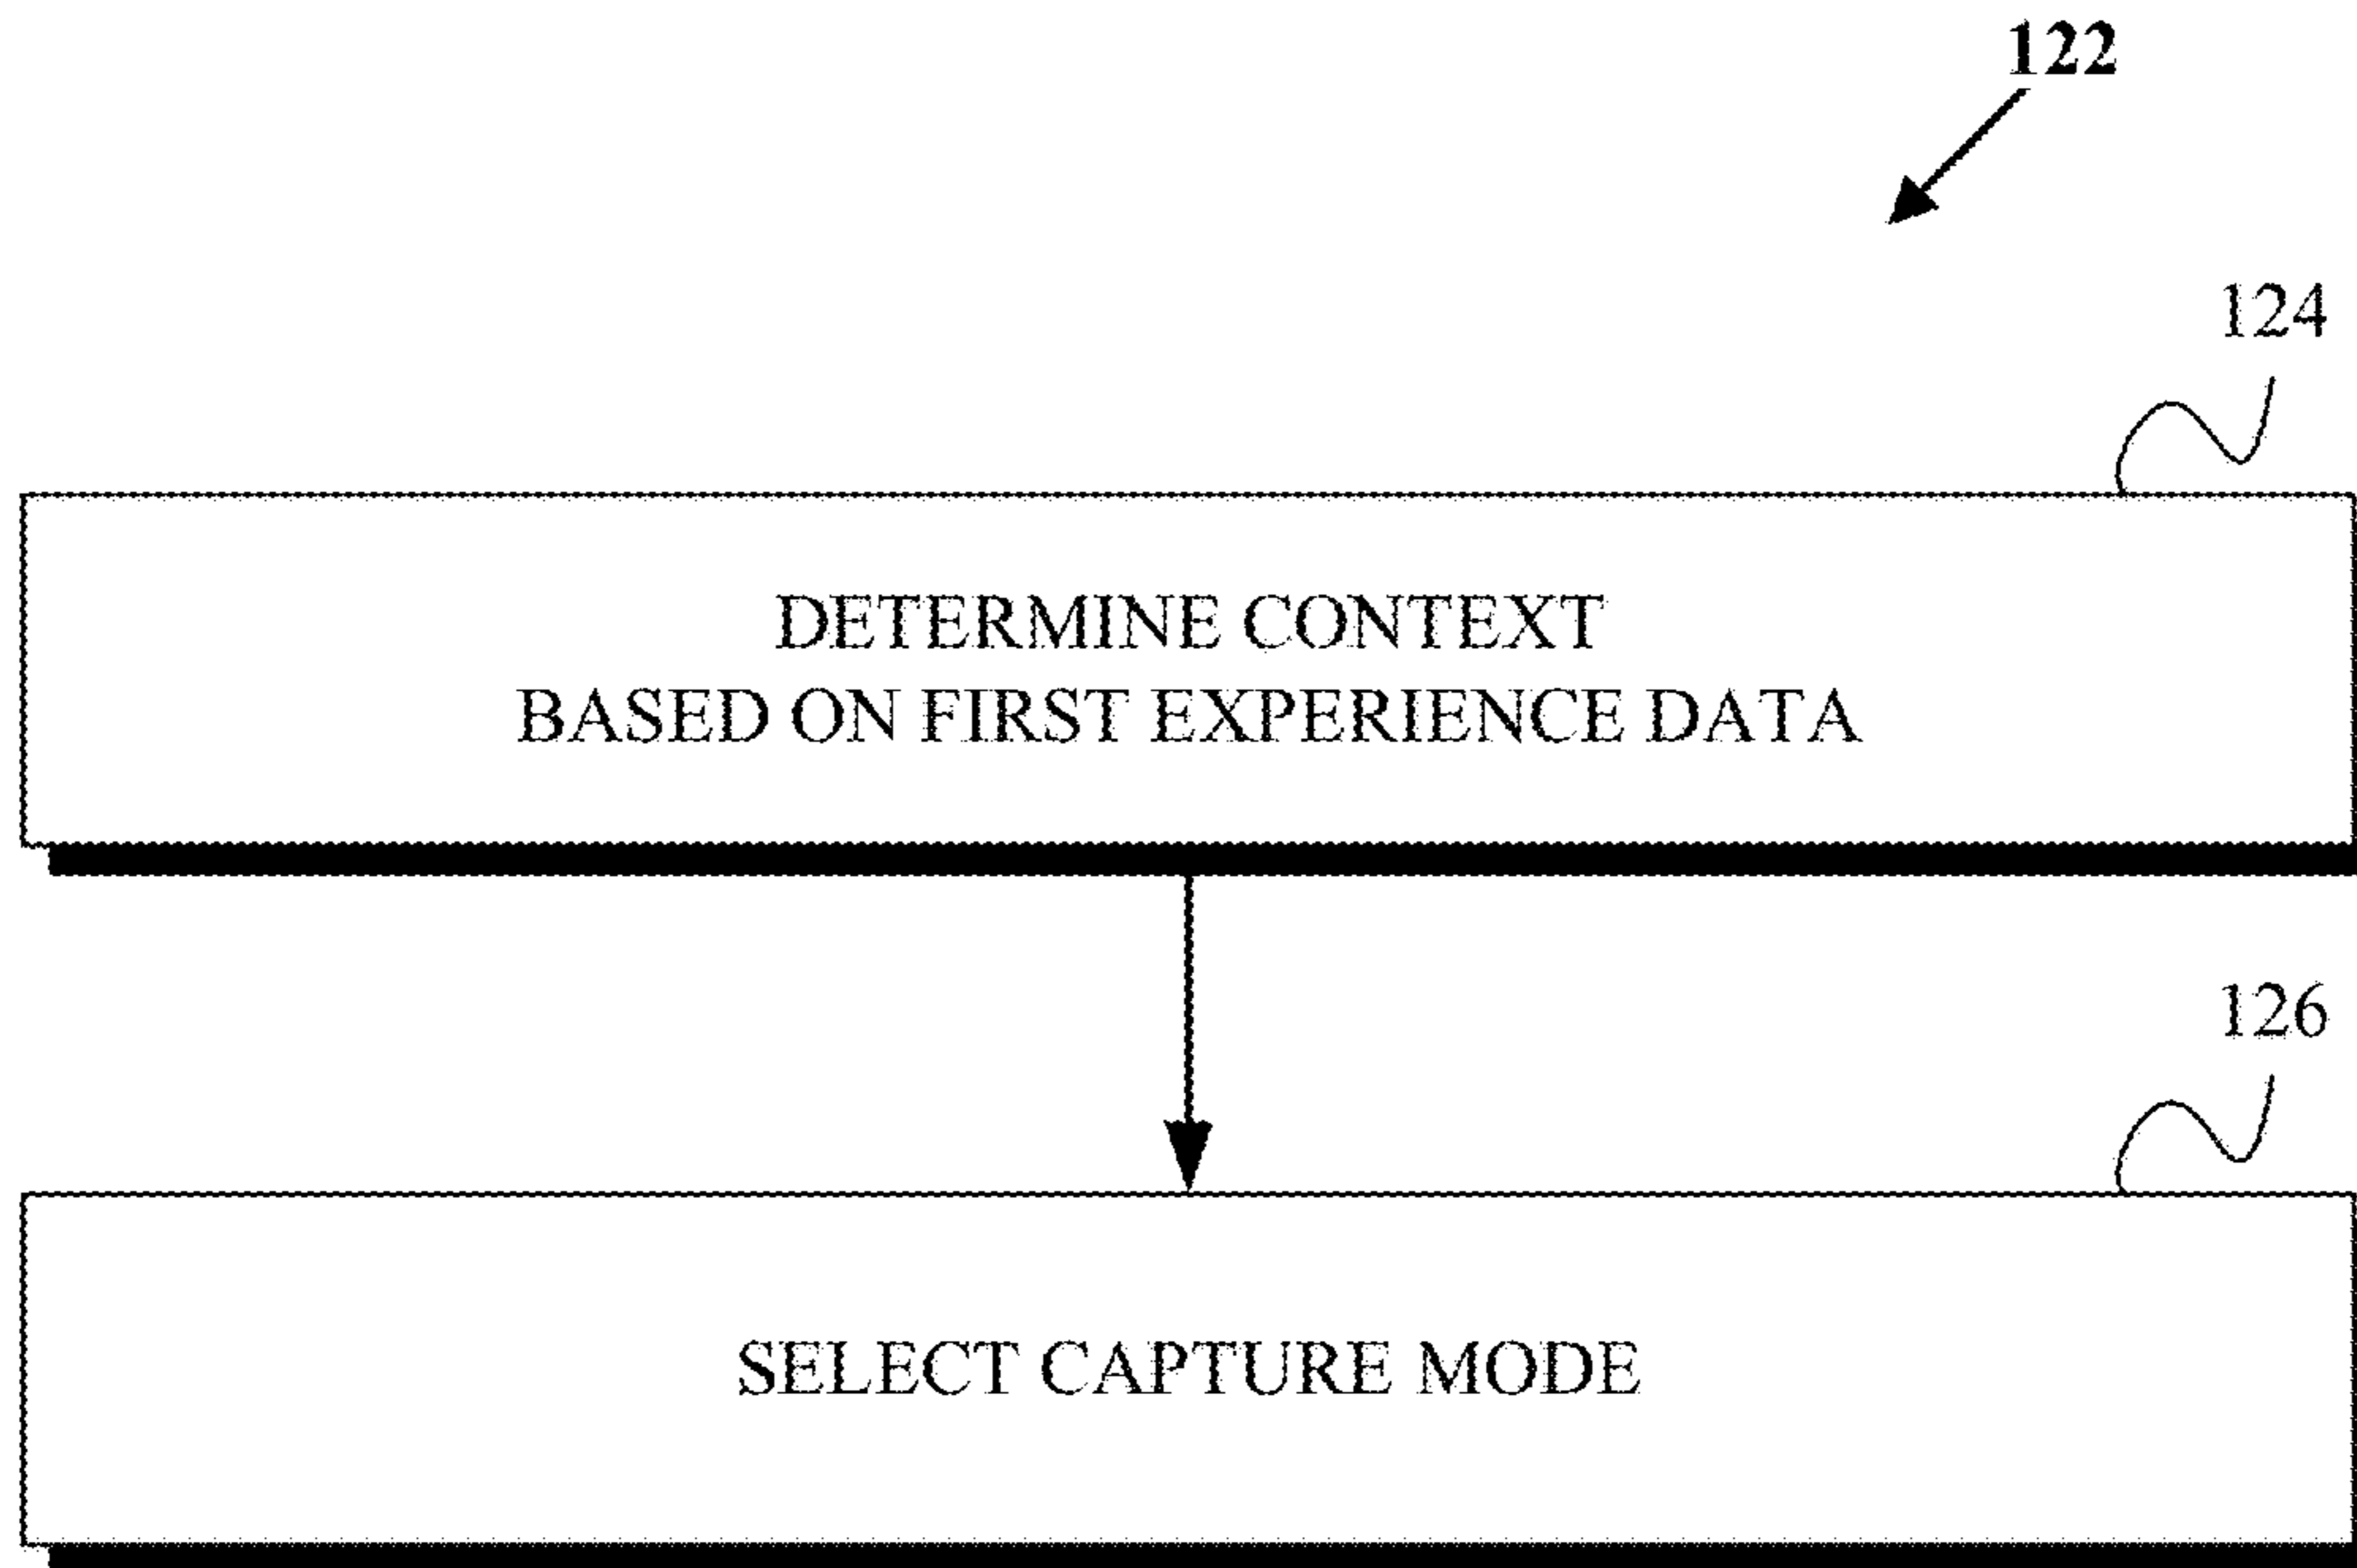 122
124
DETERMINE CONTEXT
BASED ON FIRST EXPERIENCE DATA
126
SELECT CAPTURE MODE